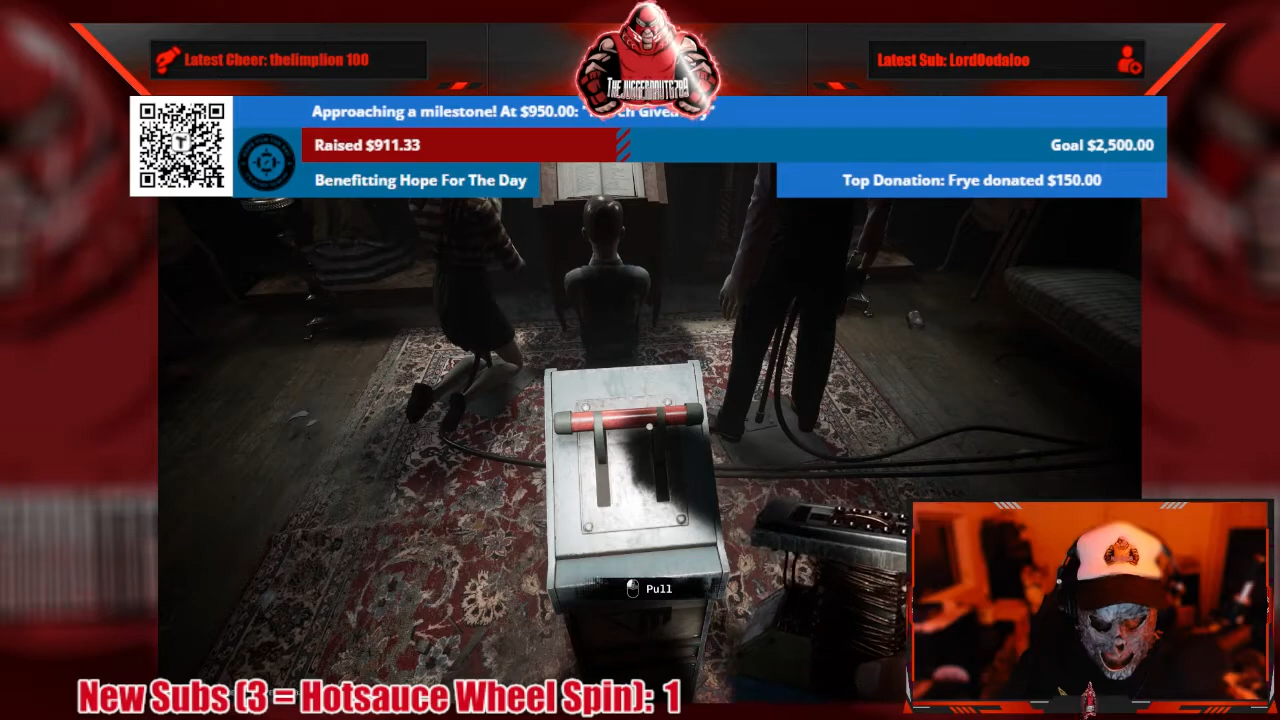 Latest Cheer: thelimplion 100
THEJUGGERNAUT6789
Latest Sub: LordOodaloo
Approaching a milestone! At $950.00:
Raised $911.33
Goal $2,500.00
Benefitting Hope For The Day
Top Donation: Frye donated $150.00
Pull
New Subs (3 = Hotsauce Wheel Spin): 1